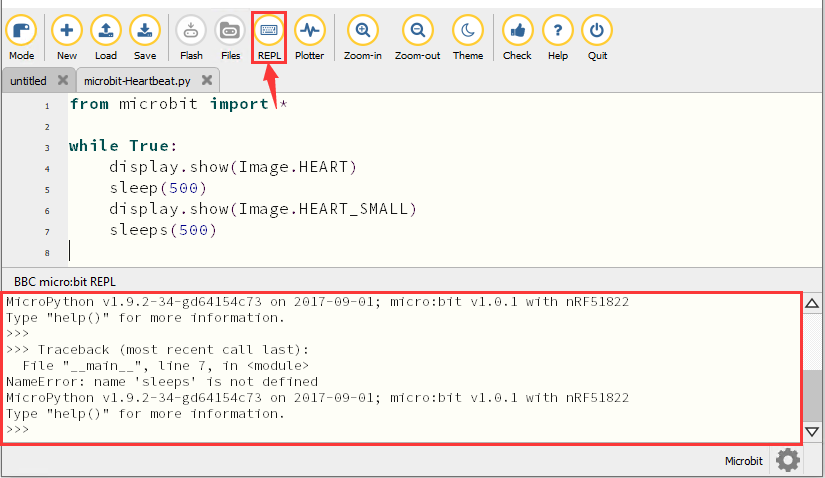 Mode New Load Save Flash Files REPL Plotter Zoom-in Zoom-out Theme Check Help Quit
untitled microbit-Heartbeat.py
1 from microbit import *
2
3 while True:
4     display.show(Image.HEART)
5     sleep(500)
6     display.show(Image.HEART_SMALL)
7     sleeps(500)
8
BBC micro:bit REPL
MicroPython v1.9.2-34-gd64154c73 on 2017-09-01; micro:bit v1.0.1 with nRF51822
Type "help()" for more information.
>>>
>>> Traceback (most recent call last):
  File "__main__", line 7, in <module>
NameError: name 'sleeps' is not defined
MicroPython v1.9.2-34-gd64154c73 on 2017-09-01; micro:bit v1.0.1 with nRF51822
Type "help()" for more information.
>>>
Microbit